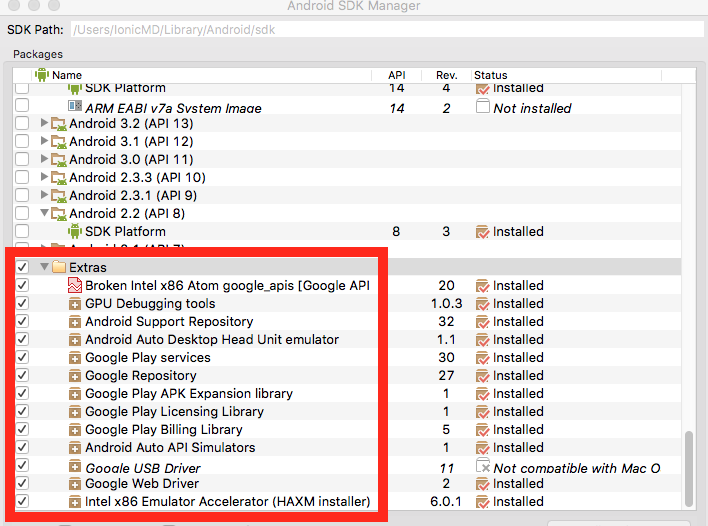 Android SDK Manager
SDK Path: /Users/IonicMD/Library/Android/sdk
Packages
Name API Rev. Status
SDK Platform 14 4 Installed
ARM EABI v7a System Image 14 2 Not installed
Android 3.2 (API 13)
Android 3.1 (API 12)
Android 3.0 (API 11)
Android 2.3.3 (API 10)
Android 2.3.1 (API 9)
Android 2.2 (API 8)
SDK Platform 8 3 Installed
Extras
Broken Intel x86 Atom google_apis [Google API 20 Installed
GPU Debugging tools 1.0.3 Installed
Android Support Repository 32 Installed
Android Auto Desktop Head Unit emulator 1.1 Installed
Google Play services 30 Installed
Google Repository 27 Installed
Google Play APK Expansion library 1 Installed
Google Play Licensing Library 1 Installed
Google Play Billing Library 5 Installed
Android Auto API Simulators 1 Installed
Google USB Driver 11 Not compatible with Mac O
Google Web Driver 2 Installed
Intel x86 Emulator Accelerator (HAXM installer) 6.0.1 Installed